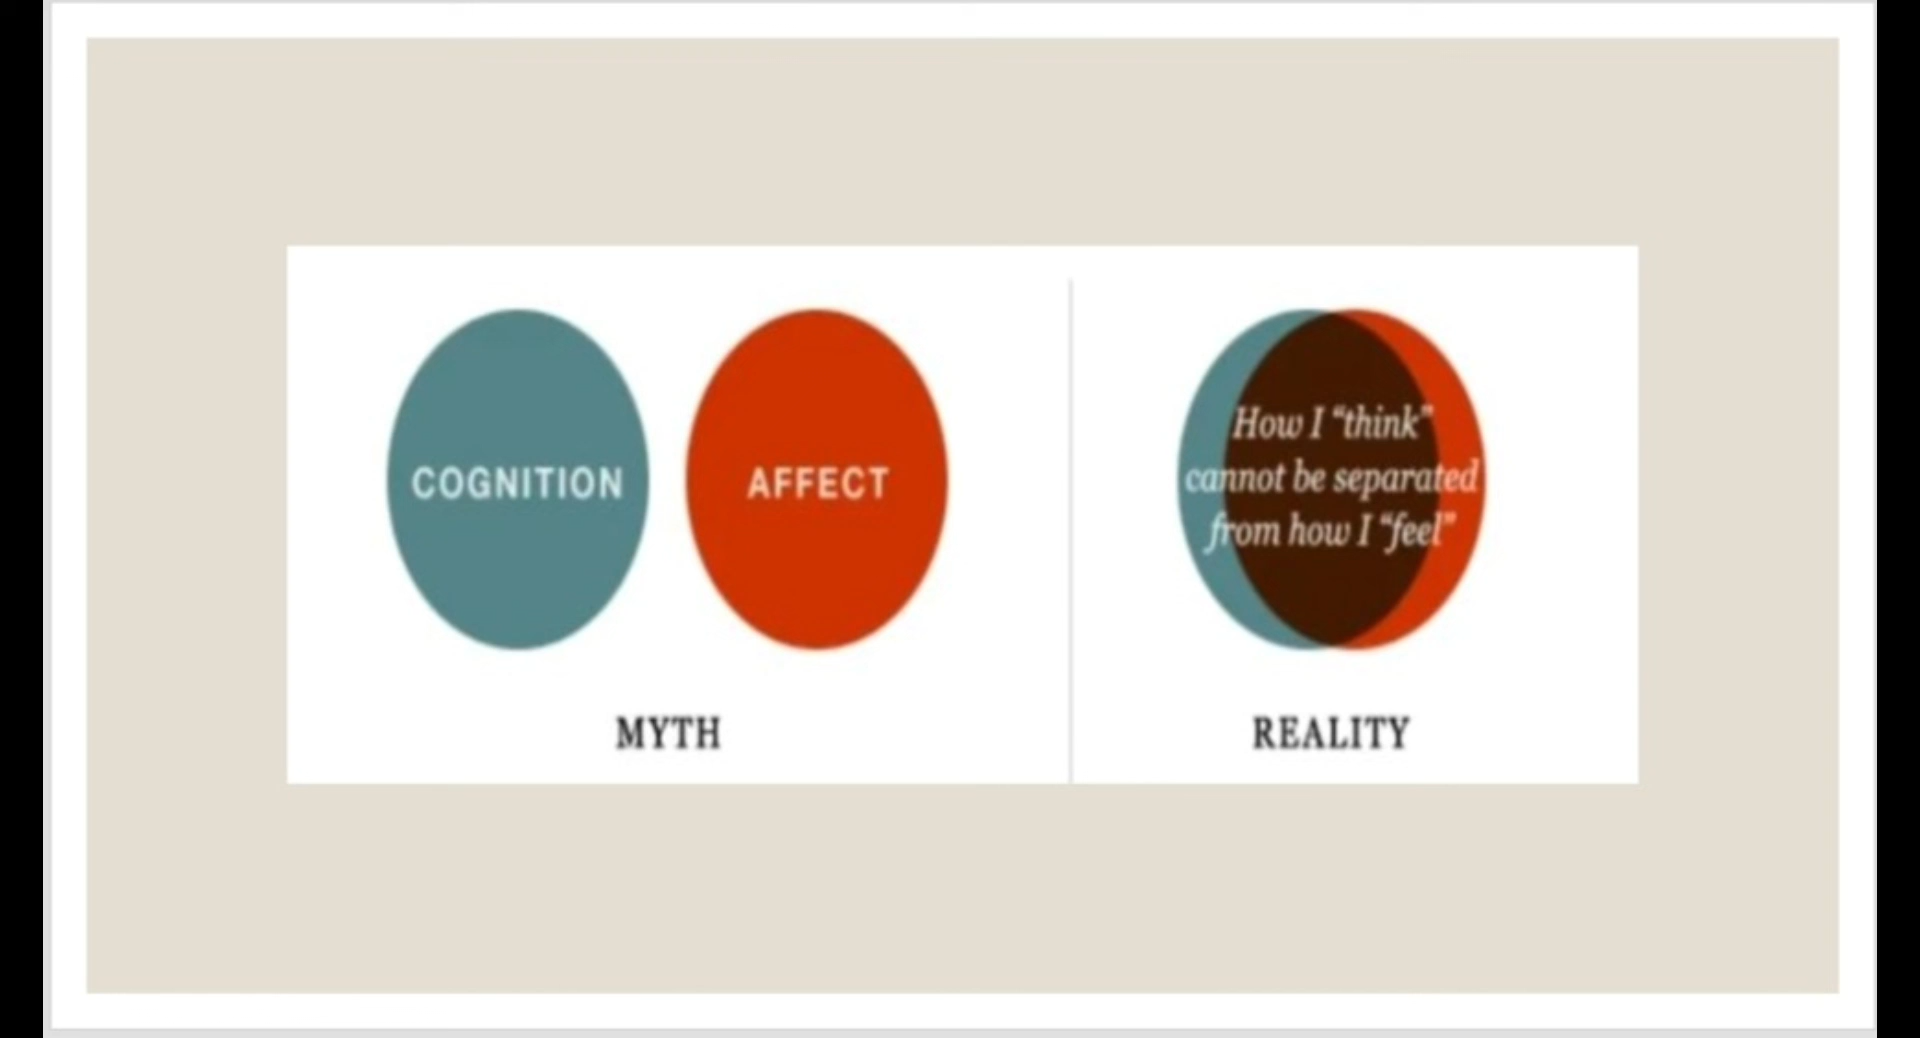 COGNITION
AFFECT
MYTH
How I “think”
cannot be separated
from how I “feel”
REALITY